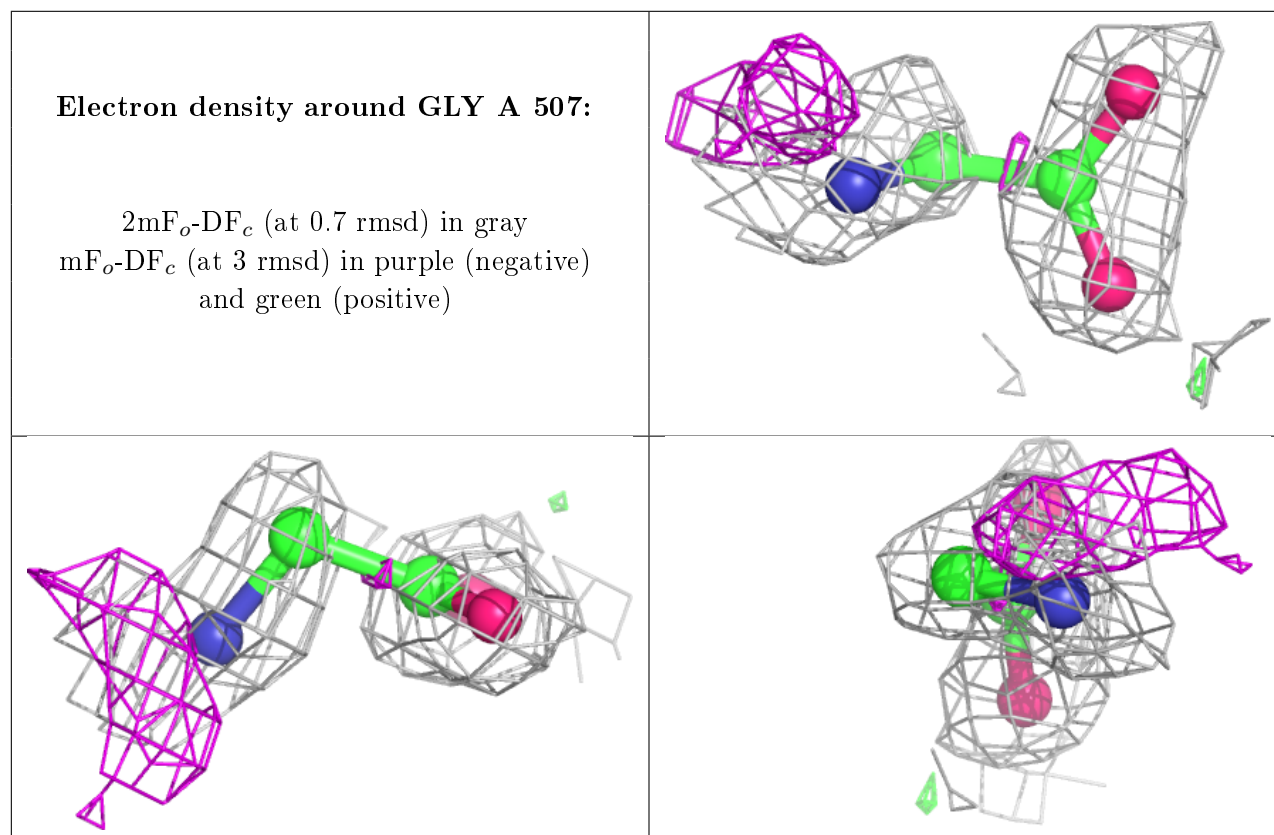 Electron density around GLY A 507:
2mFₒ-DF𝒸 (at 0.7 rmsd) in gray
mFₒ-DF𝒸 (at 3 rmsd) in purple (negative)
and green (positive)